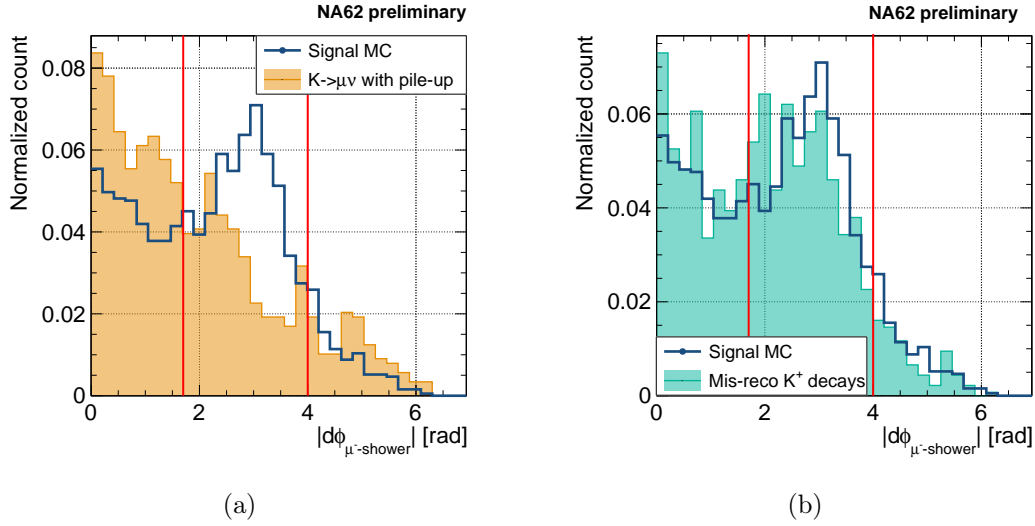 NA62 preliminary
Normalized count
0.08
0.06
0.04
0.02
0
Signal MC
K->μν with pile-up
0 2 4 6
|dϕμ⁻-shower| [rad]
(a)
NA62 preliminary
Normalized count
0.06
0.04
0.02
0
Signal MC
Mis-reco K⁺ decays
0 2 4 6
|dϕμ⁻-shower| [rad]
(b)